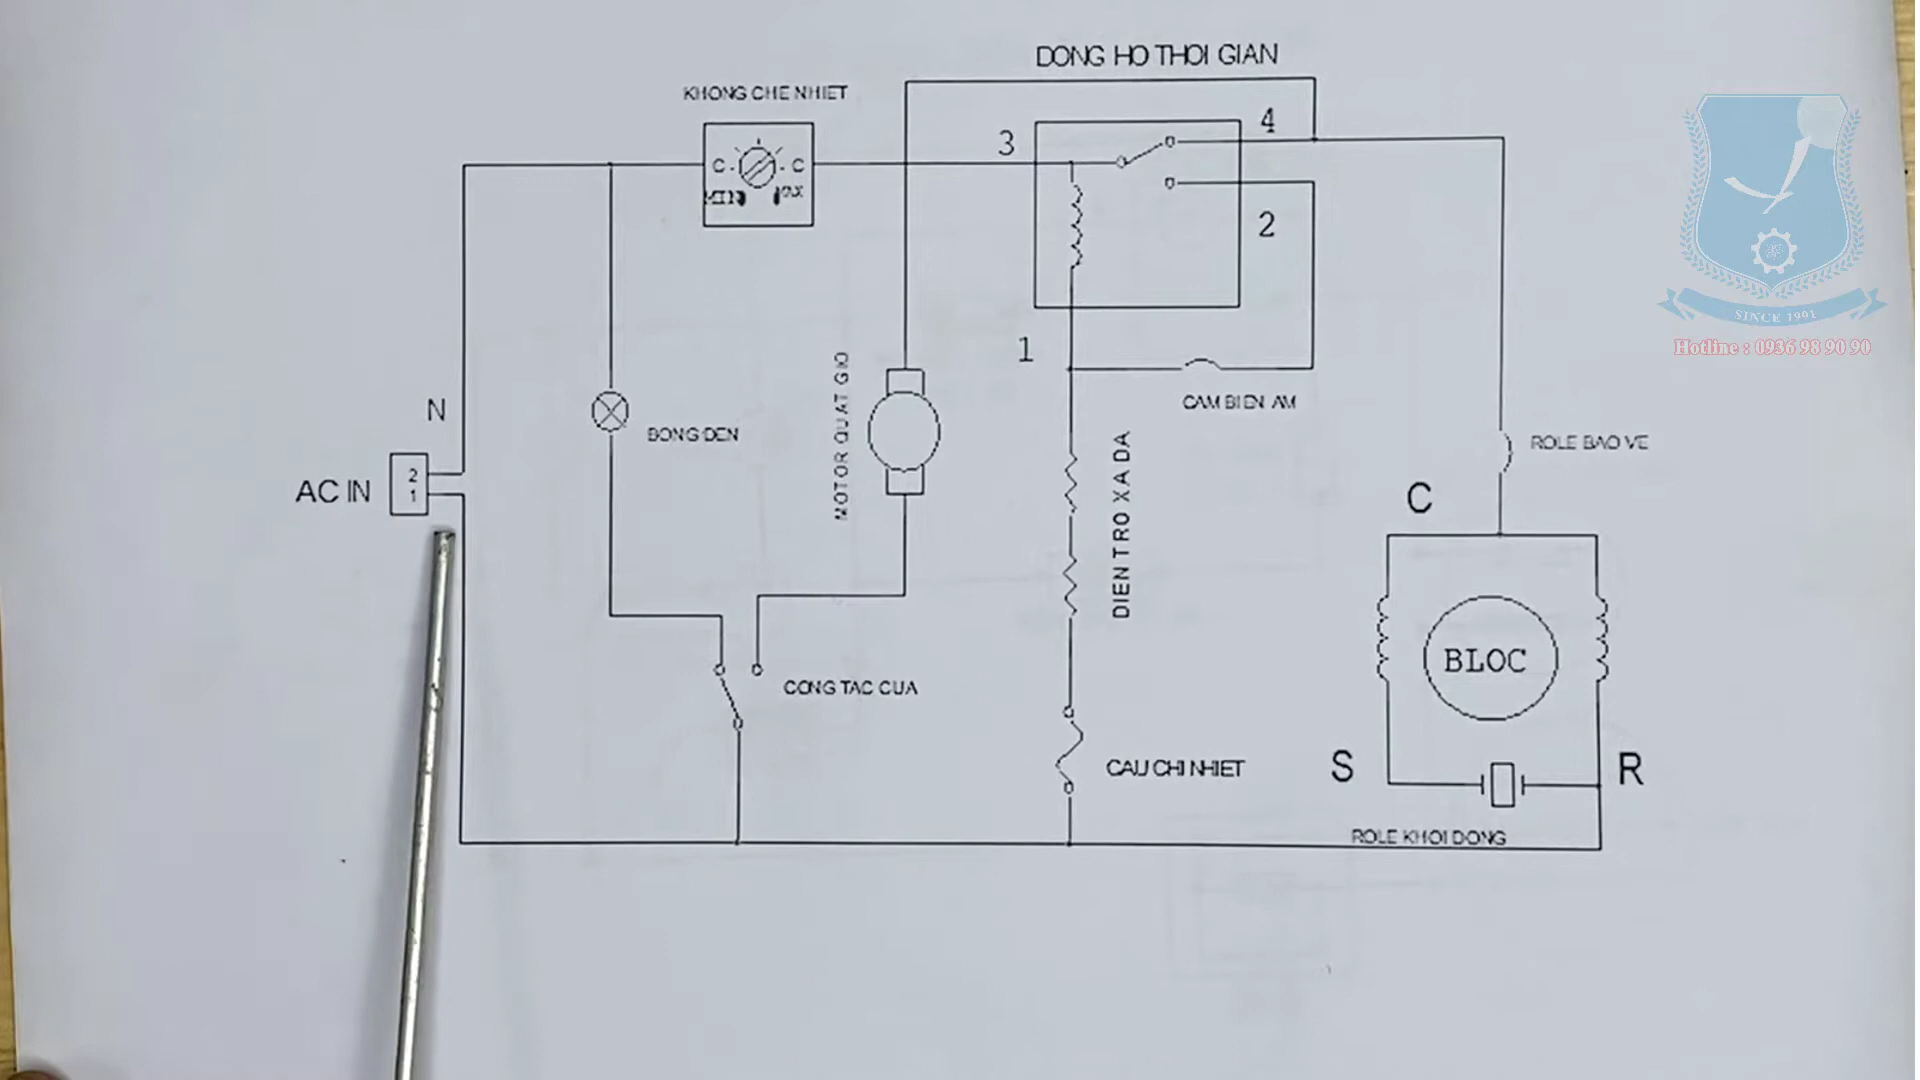 DONG HO THOI GIAN
KHONG CHE NHIET
3
4
C
C
2
1
SINCE 1991
Hotline : 0936 98 90 90
MOTOR QUAT GIO
CAM BIEN AM
N
BONG DEN
DIEN TRO XA DA
ROLE BAO VE
AC IN
2
1
C
BLOC
CONG TAC CUA
CAU CHI NHIET
S
R
ROLE KHOI DONG